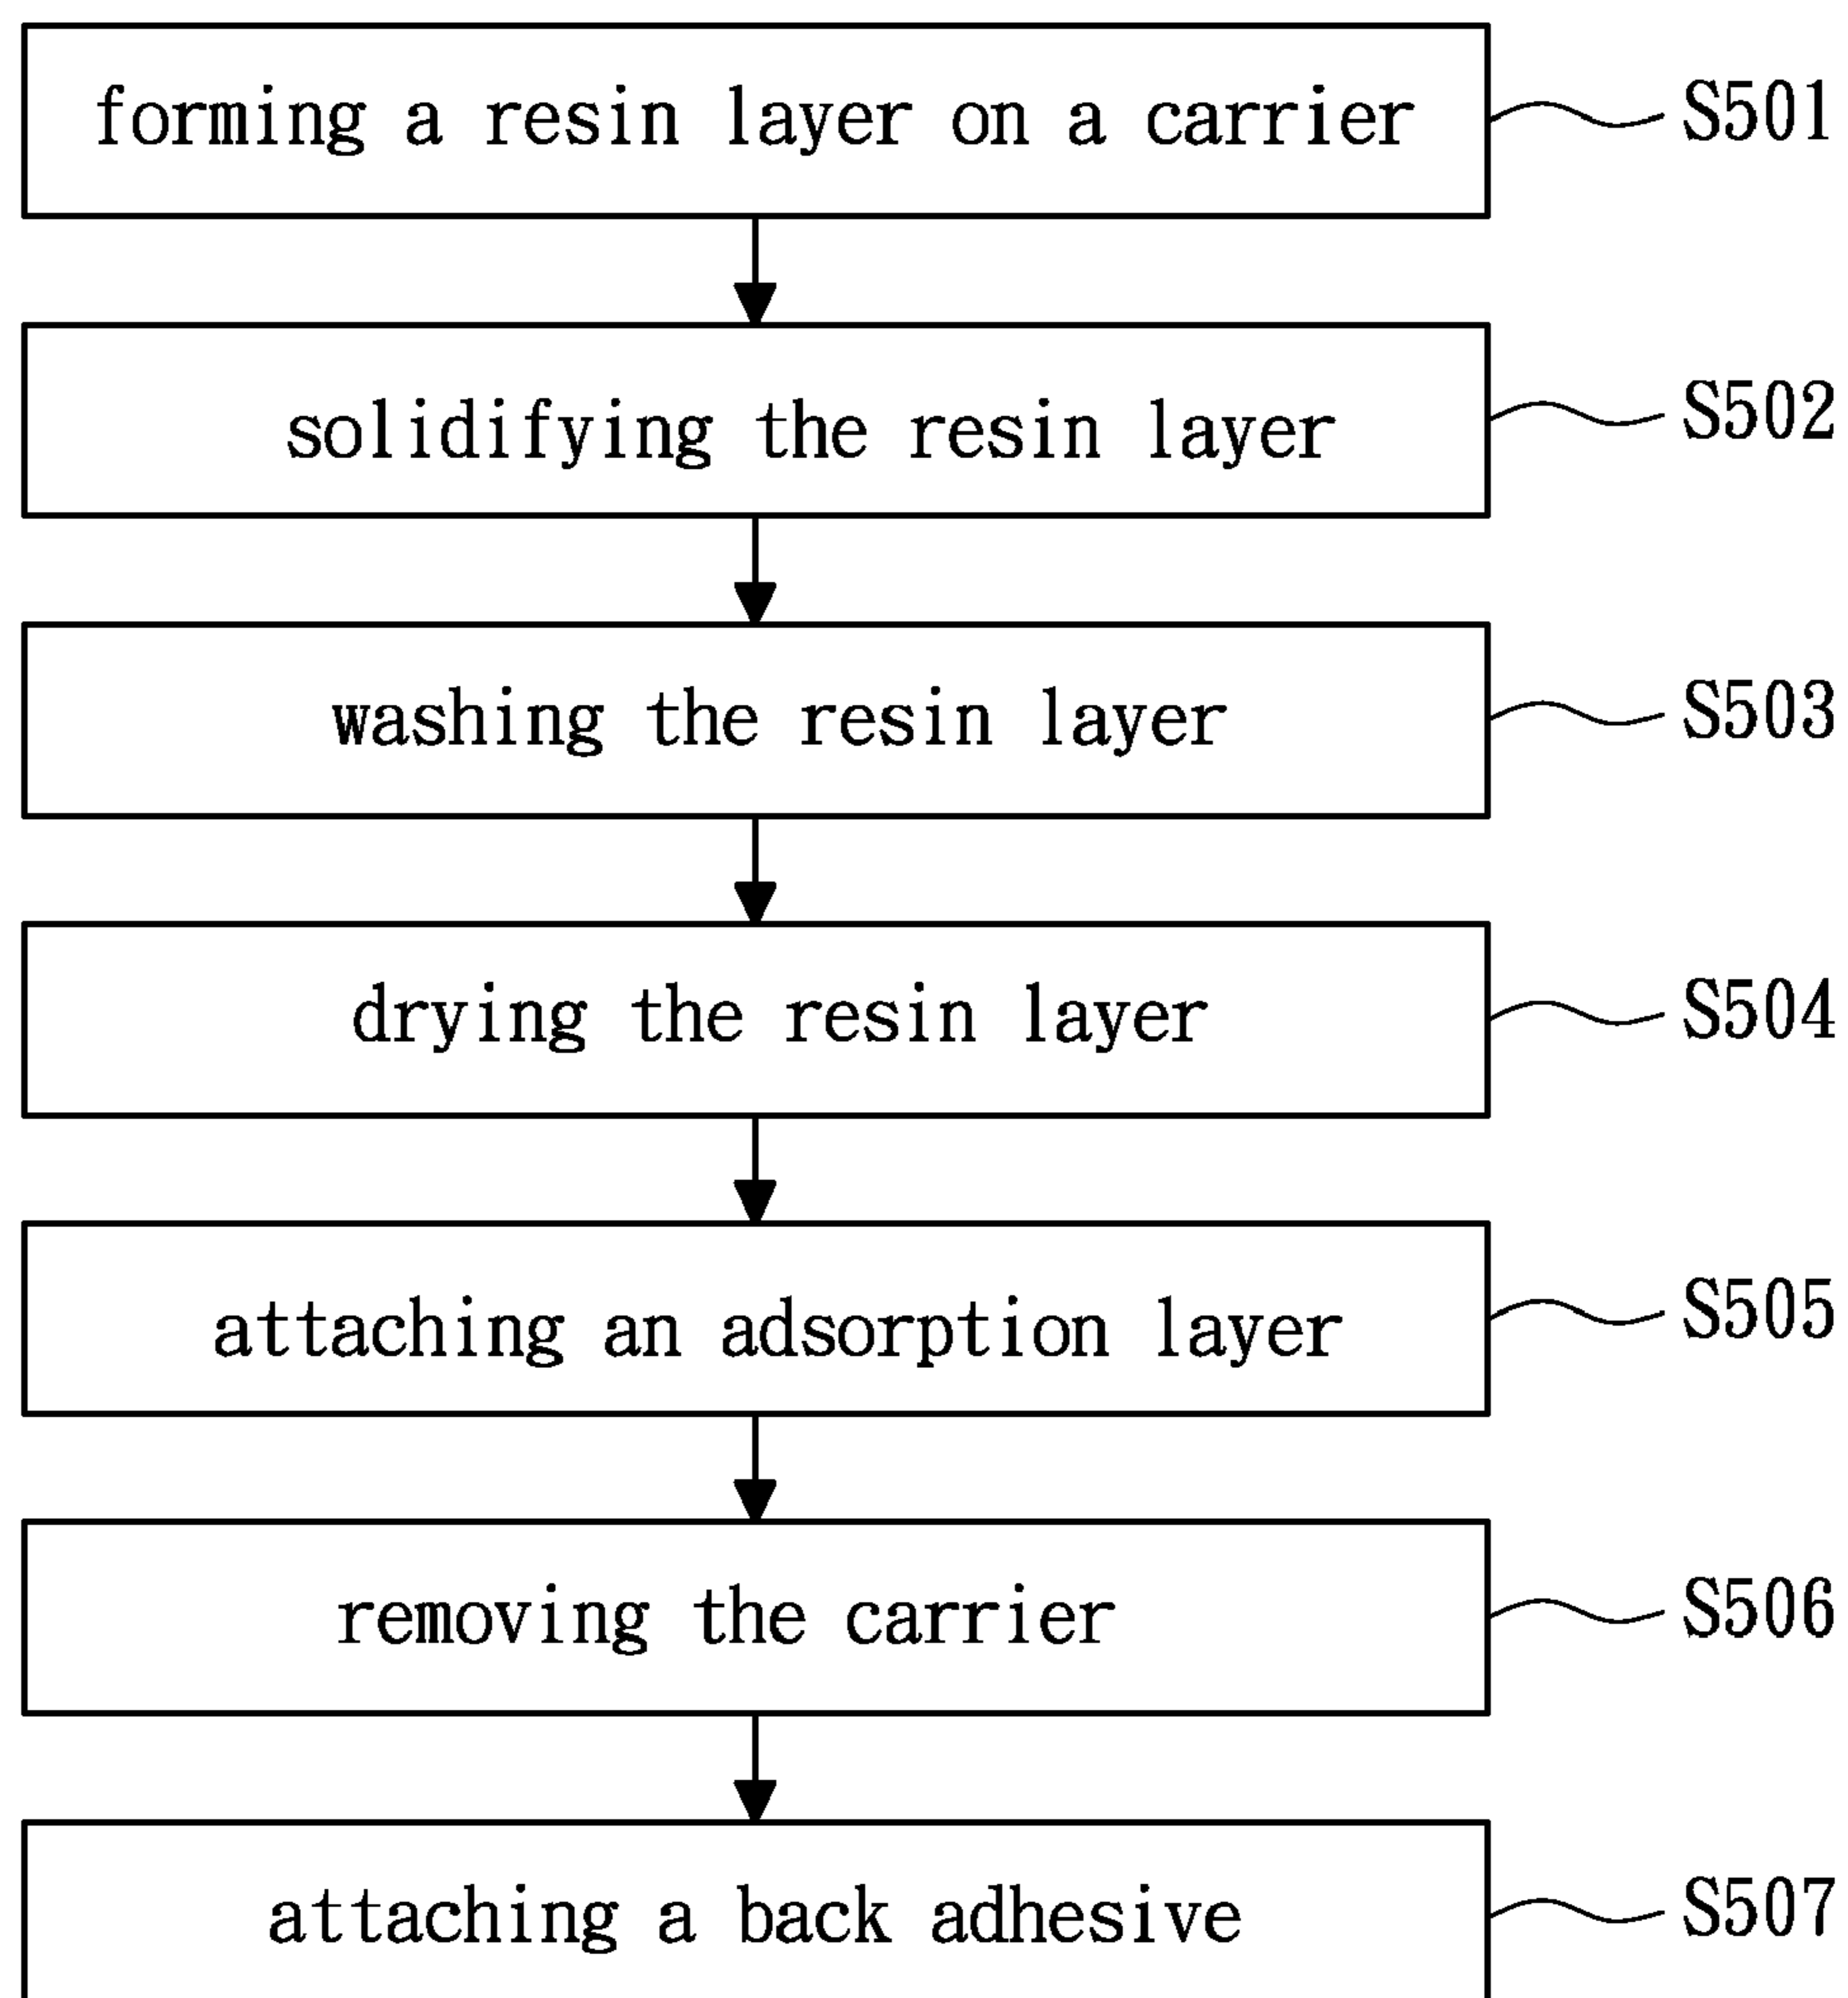 forming a resin layer on a carrier S501
solidifying the resin layer S502
washing the resin layer S503
drying the resin layer S504
attaching an adsorption layer S505
removing the carrier S506
attaching a back adhesive S507